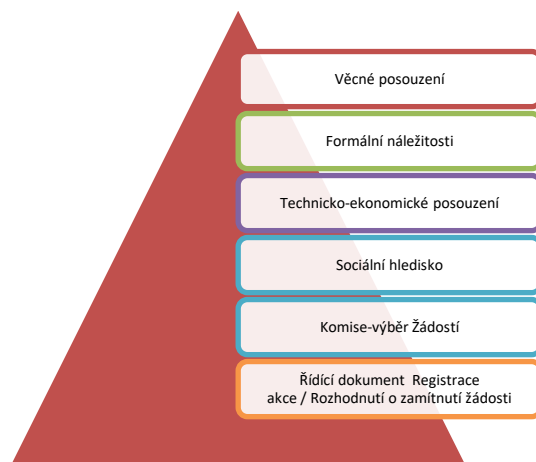 Věcné posouzení
Formální náležitosti
Technicko-ekonomické posouzení
Sociální hledisko
Komise-výběr Žádostí
Řídící dokument Registrace
akce / Rozhodnutí o zamítnutí žádosti